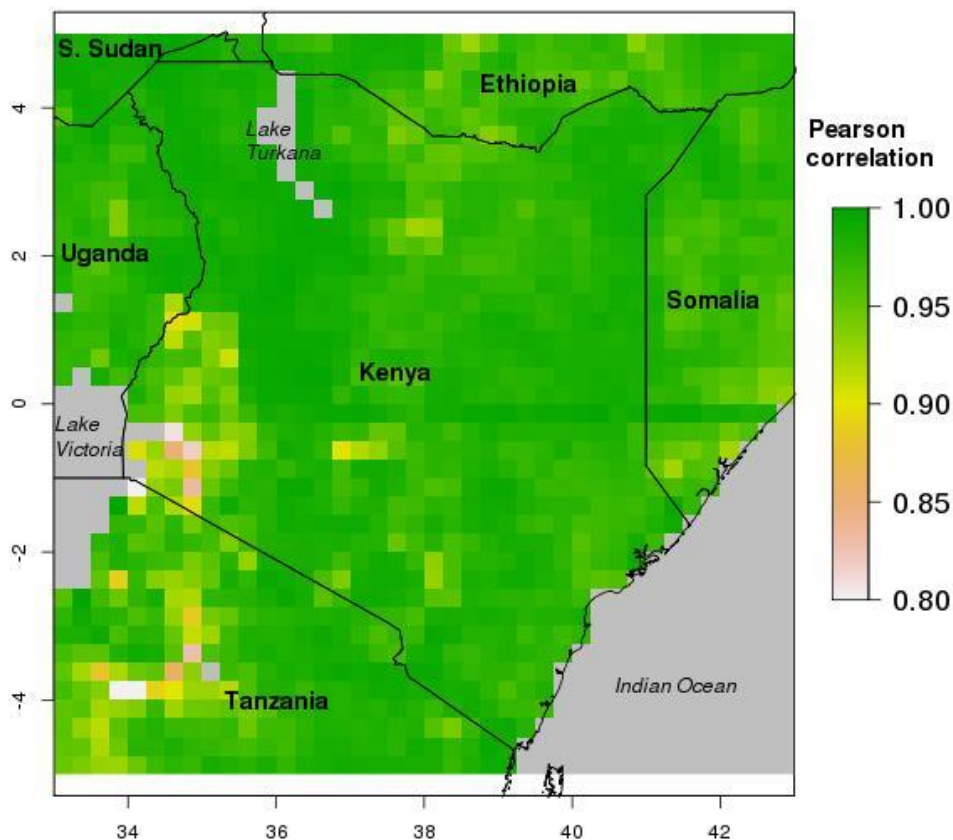 S. Sudan
Ethiopia
4
Lake
Turkana
Pearson
correlation
1.00
2
Uganda
Somalia
0.95
Kenya
0
0.90
Lake
Victoria
0.85
-2
0.80
Indian Ocean
-4
Tanzania
34
36
38
40
42